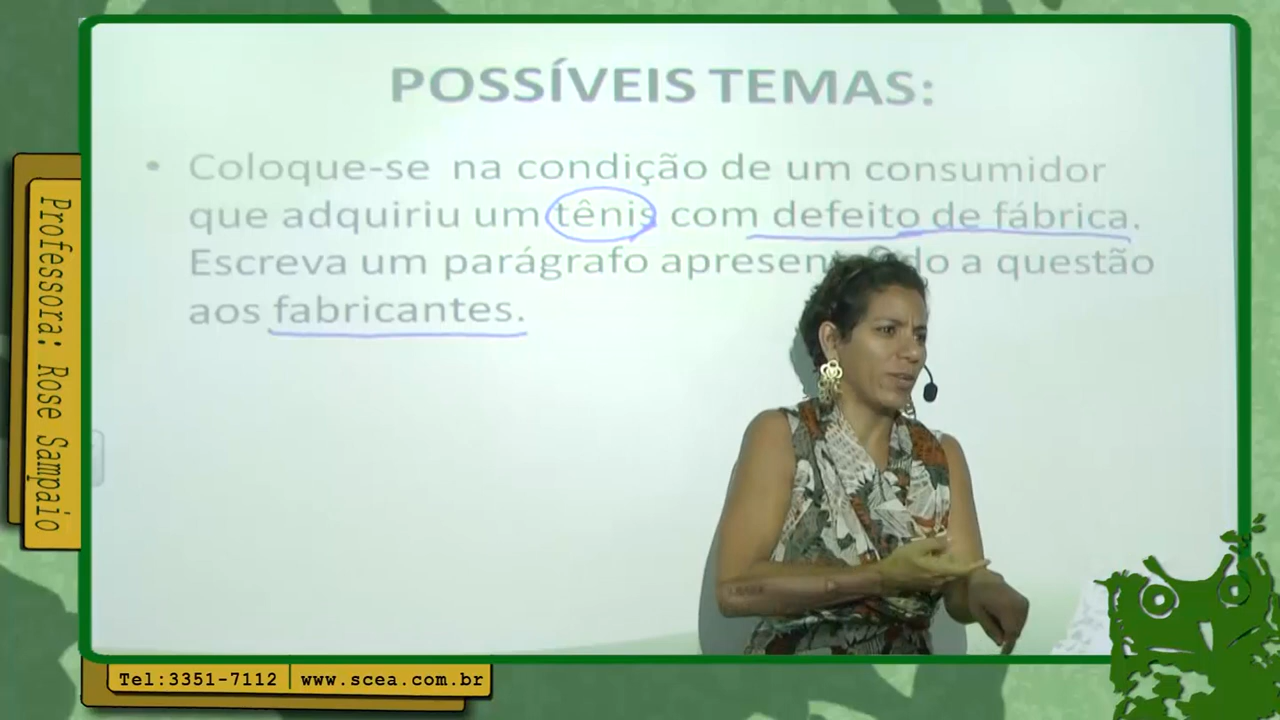 POSSÍVEIS TEMAS:
• Coloque-se na condição de um consumidor
que adquiriu um tênis com defeito de fábrica.
Escreva um parágrafo do a questão
aos fabricantes.
Professora: Rose Sampaio
Tel:3351-7112 | www.scea.com.br